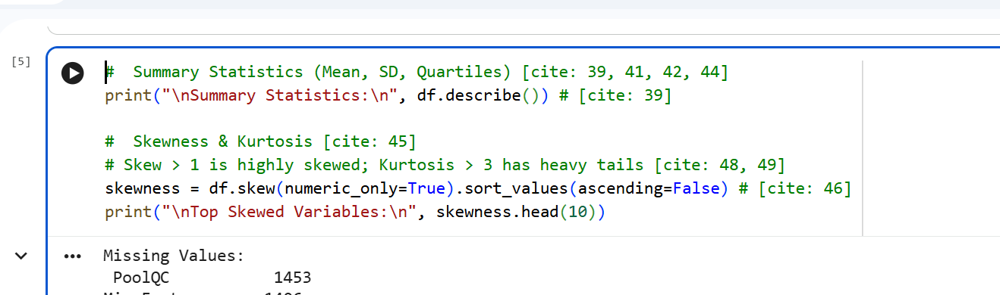 [5]
#  Summary Statistics (Mean, SD, Quartiles) [cite: 39, 41, 42, 44]
print("\nSummary Statistics:\n", df.describe()) # [cite: 39]
#  Skewness & Kurtosis [cite: 45]
# Skew > 1 is highly skewed; Kurtosis > 3 has heavy tails [cite: 48, 49]
skewness = df.skew(numeric_only=True).sort_values(ascending=False) # [cite: 46]
print("\nTop Skewed Variables:\n", skewness.head(10))
Missing Values:
PoolQC 1453